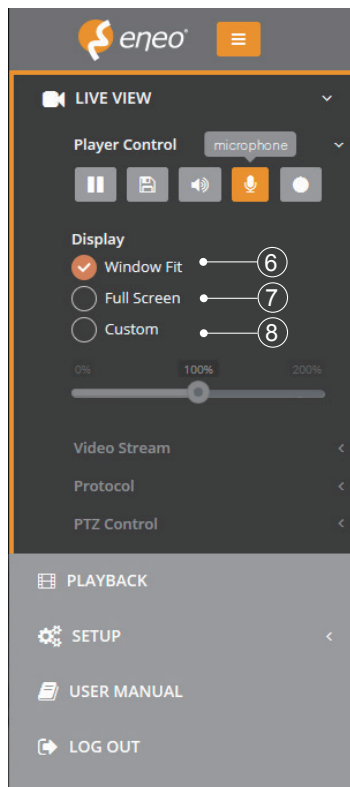 eneo
LIVE VIEW
Player Control microphone
Display
Window Fit 6
Full Screen 7
Custom 8
0% 100% 200%
Video Stream
Protocol
PTZ Control
PLAYBACK
SETUP
USER MANUAL
LOG OUT